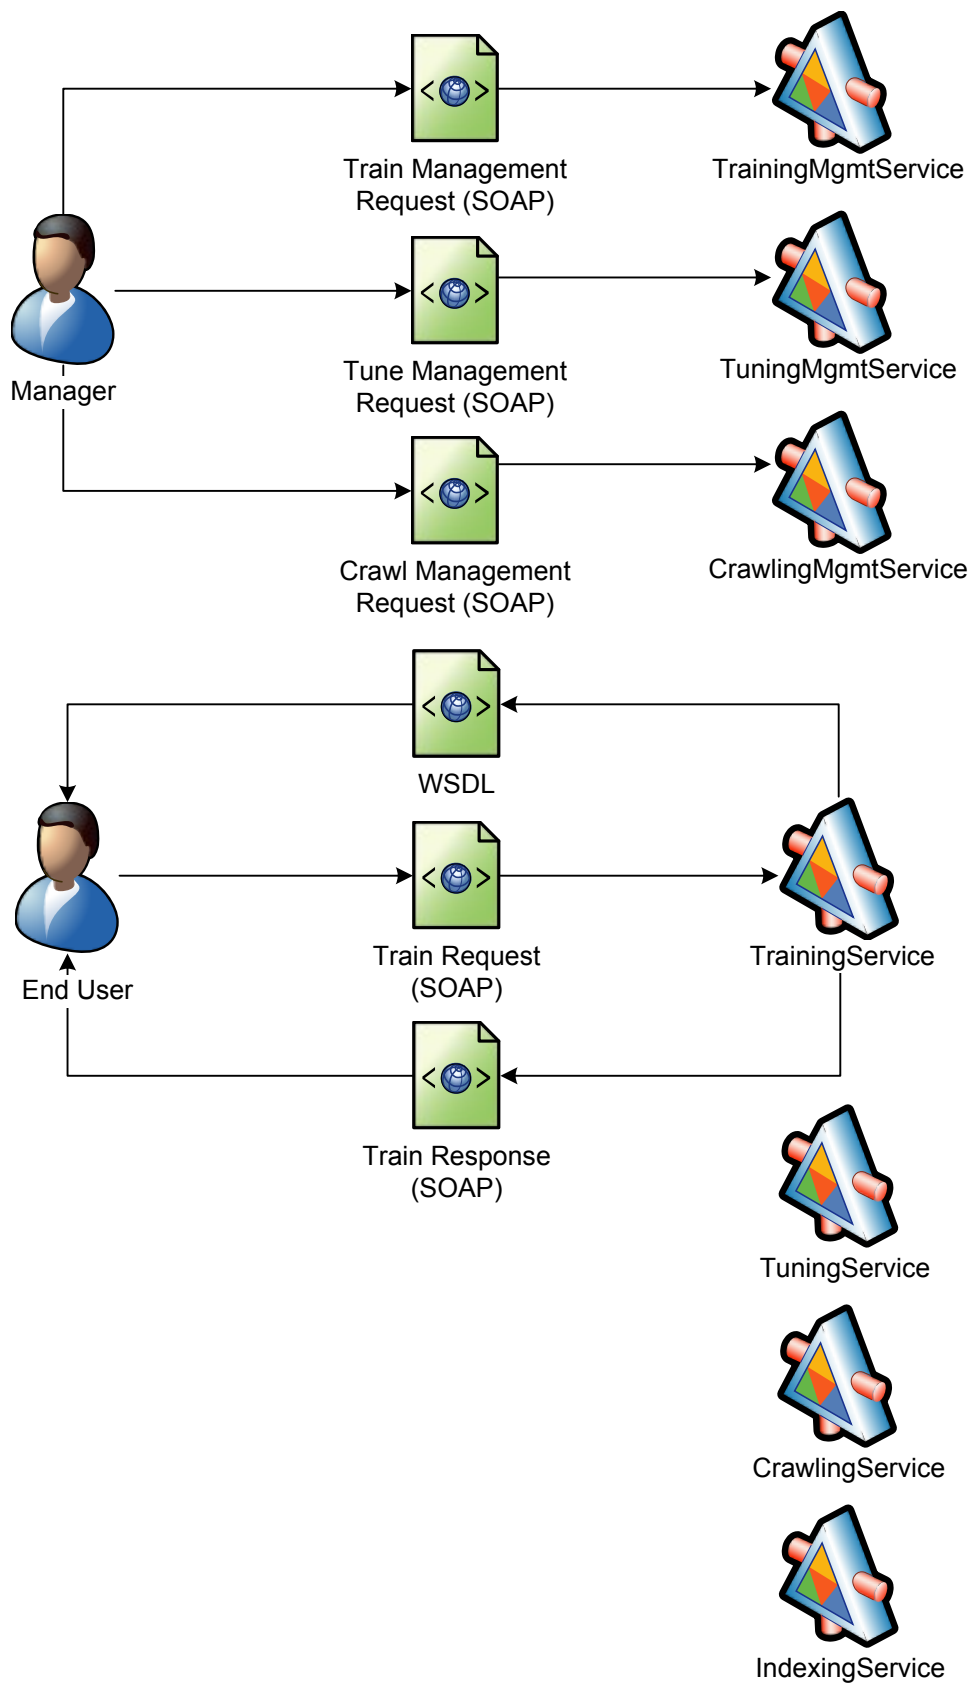 Train Management
Request (SOAP)
TrainingMgmtService
Manager
Tune Management
Request (SOAP)
TuningMgmtService
Crawl Management
Request (SOAP)
CrawlingMgmtService
WSDL
End User
Train Request
(SOAP)
TrainingService
Train Response
(SOAP)
TuningService
CrawlingService
IndexingService